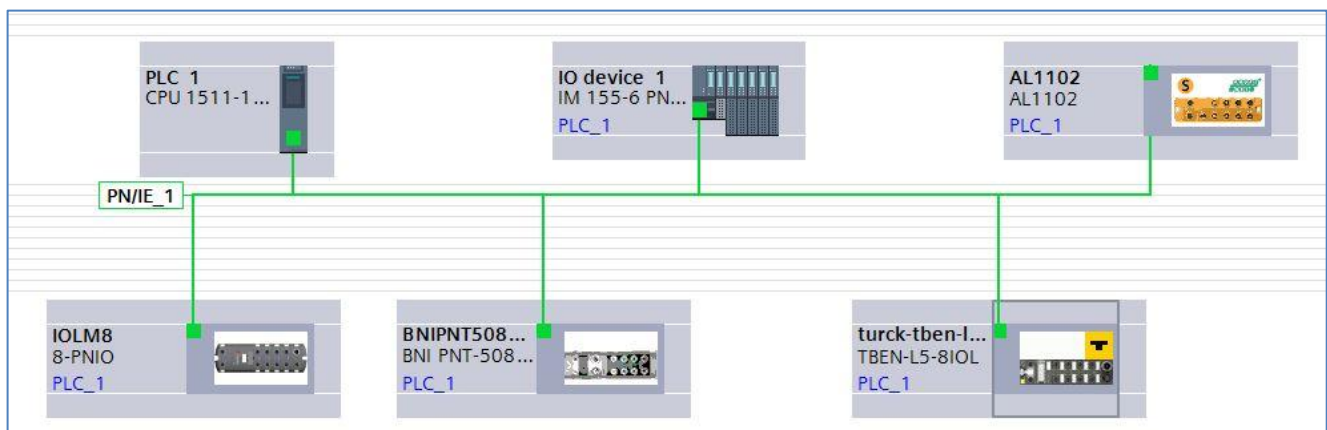 PLC_1
CPU 1511-1...
IO device_1
IM 155-6 PN...
PLC_1
AL1102
AL1102
PLC_1
S
PN/IE_1
IOLM8
8-PNIO
PLC_1
BNIPNT508...
BNI PNT-508...
PLC_1
turck-tben-l...
TBEN-L5-8IOL
PLC_1